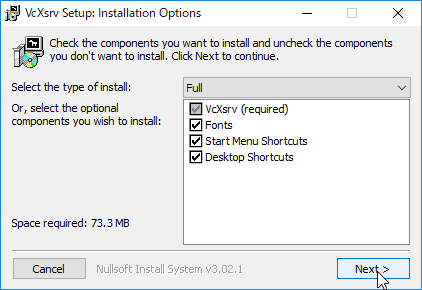 VcXsrv Setup: Installation Options
Check the components you want to install and uncheck the components
you don't want to install. Click Next to continue.
Select the type of install:
Full
Or, select the optional
components you wish to install:
VcXsrv (required)
Fonts
Start Menu Shortcuts
Desktop Shortcuts
Space required: 73.3 MB
Cancel
Nullsoft Install System v3.02.1
Next >